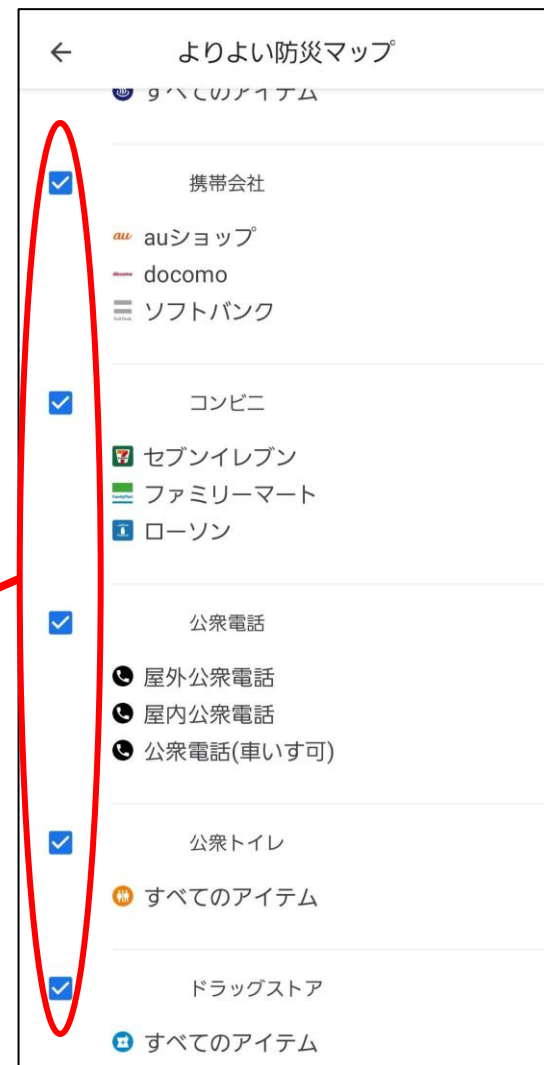 よりよい防災マップ
すべてのアイテム
携帯会社
au auショップ
docomo
ソフトバンク
コンビニ
セブンイレブン
FamilyMart ファミリーマート
ローソン
公衆電話
屋外公衆電話
屋内公衆電話
公衆電話(車いす可)
公衆トイレ
すべてのアイテム
ドラッグストア
すべてのアイテム